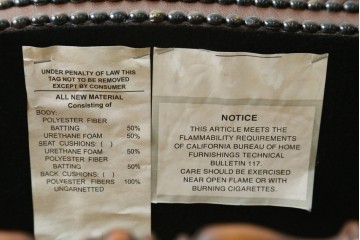 UNDER PENALTY OF LAW THIS
TAG NOT TO BE REMOVED
EXCEPT BY CONSUMER
ALL NEW MATERIAL
Consisting of
BODY:
POLYESTER FIBER
BATTING 50%
URETHANE FOAM 50%
SEAT CUSHIONS: ( )
URETHANE FOAM 50%
POLYESTER FIBER
BATTING 50%
BACK CUSHIONS: ( )
POLYESTER FIBERS 100%
UNGARNETTED
NOTICE
THIS ARTICLE MEETS THE
FLAMMABILITY REQUIREMENTS
OF CALIFORNIA BUREAU OF HOME
FURNISHINGS TECHNICAL
BULLETIN 117.
CARE SHOULD BE EXERCISED
NEAR OPEN FLAME OR WITH
BURNING CIGARETTES.